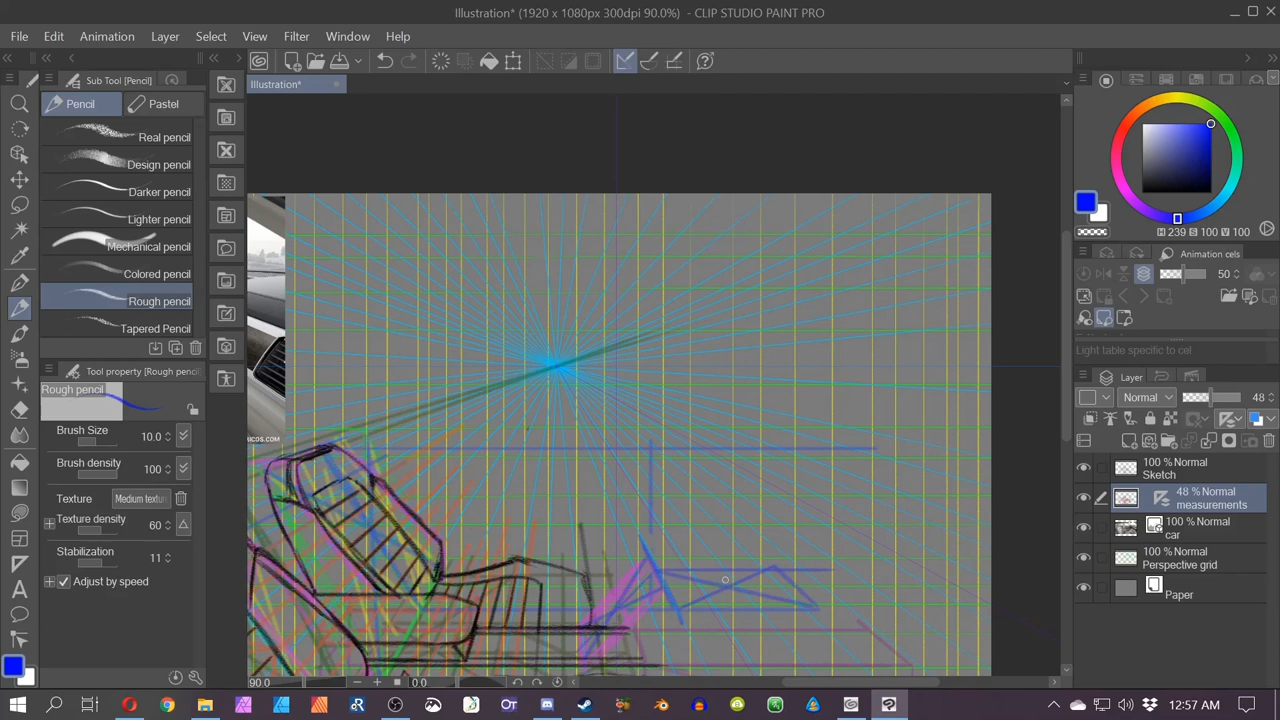 Illustration* (1920 x 1080px 300dpi 90.0%) - CLIP STUDIO PAINT PRO
File Edit Animation Layer Select View Filter Window Help
Sub Tool [Pencil]
Illustration*
Pencil Pastel
Real pencil
Design pencil
Darker pencil
Lighter pencil
Mechanical pencil
Colored pencil
Rough pencil
Tapered Pencil
Tool property [Rough pencil]
Rough pencil
Brush Size 10.0
Brush density 100
Texture Medium textur
Texture density 60
Stabilization 11
Adjust by speed
90.0 0.0
H 239 S 100 V 100
Animation cels
50
Light table specific to cel
Layer
Normal 48
100 % Normal
Sketch
48 % Normal
measurements
100 % Normal
car
100 % Normal
Perspective grid
Paper
12:57 AM